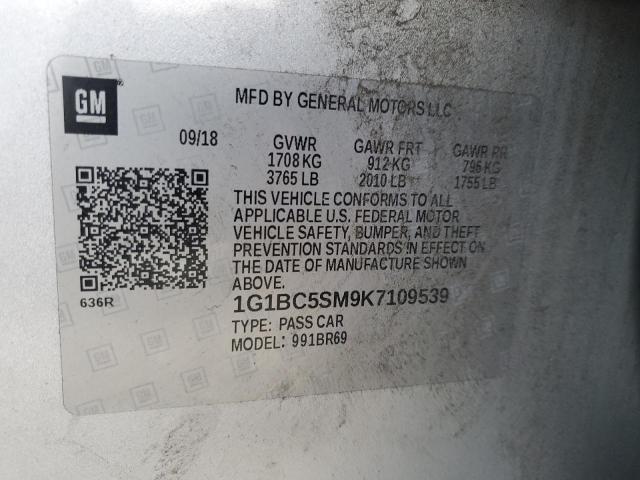 GM
MFD BY GENERAL MOTORS LLC
09/18
GVWR GAWR FRT GAWR RR
1708 KG 912 KG 796 KG
3765 LB 2010 LB 1755 LB
THIS VEHICLE CONFORMS TO ALL
APPLICABLE U.S. FEDERAL MOTOR
VEHICLE SAFETY, BUMPER, AND THEFT
PREVENTION STANDARDS IN EFFECT ON
THE DATE OF MANUFACTURE SHOWN
ABOVE.
636R
1G1BC5SM9K7109539
TYPE: PASS CAR
MODEL: 991BR69